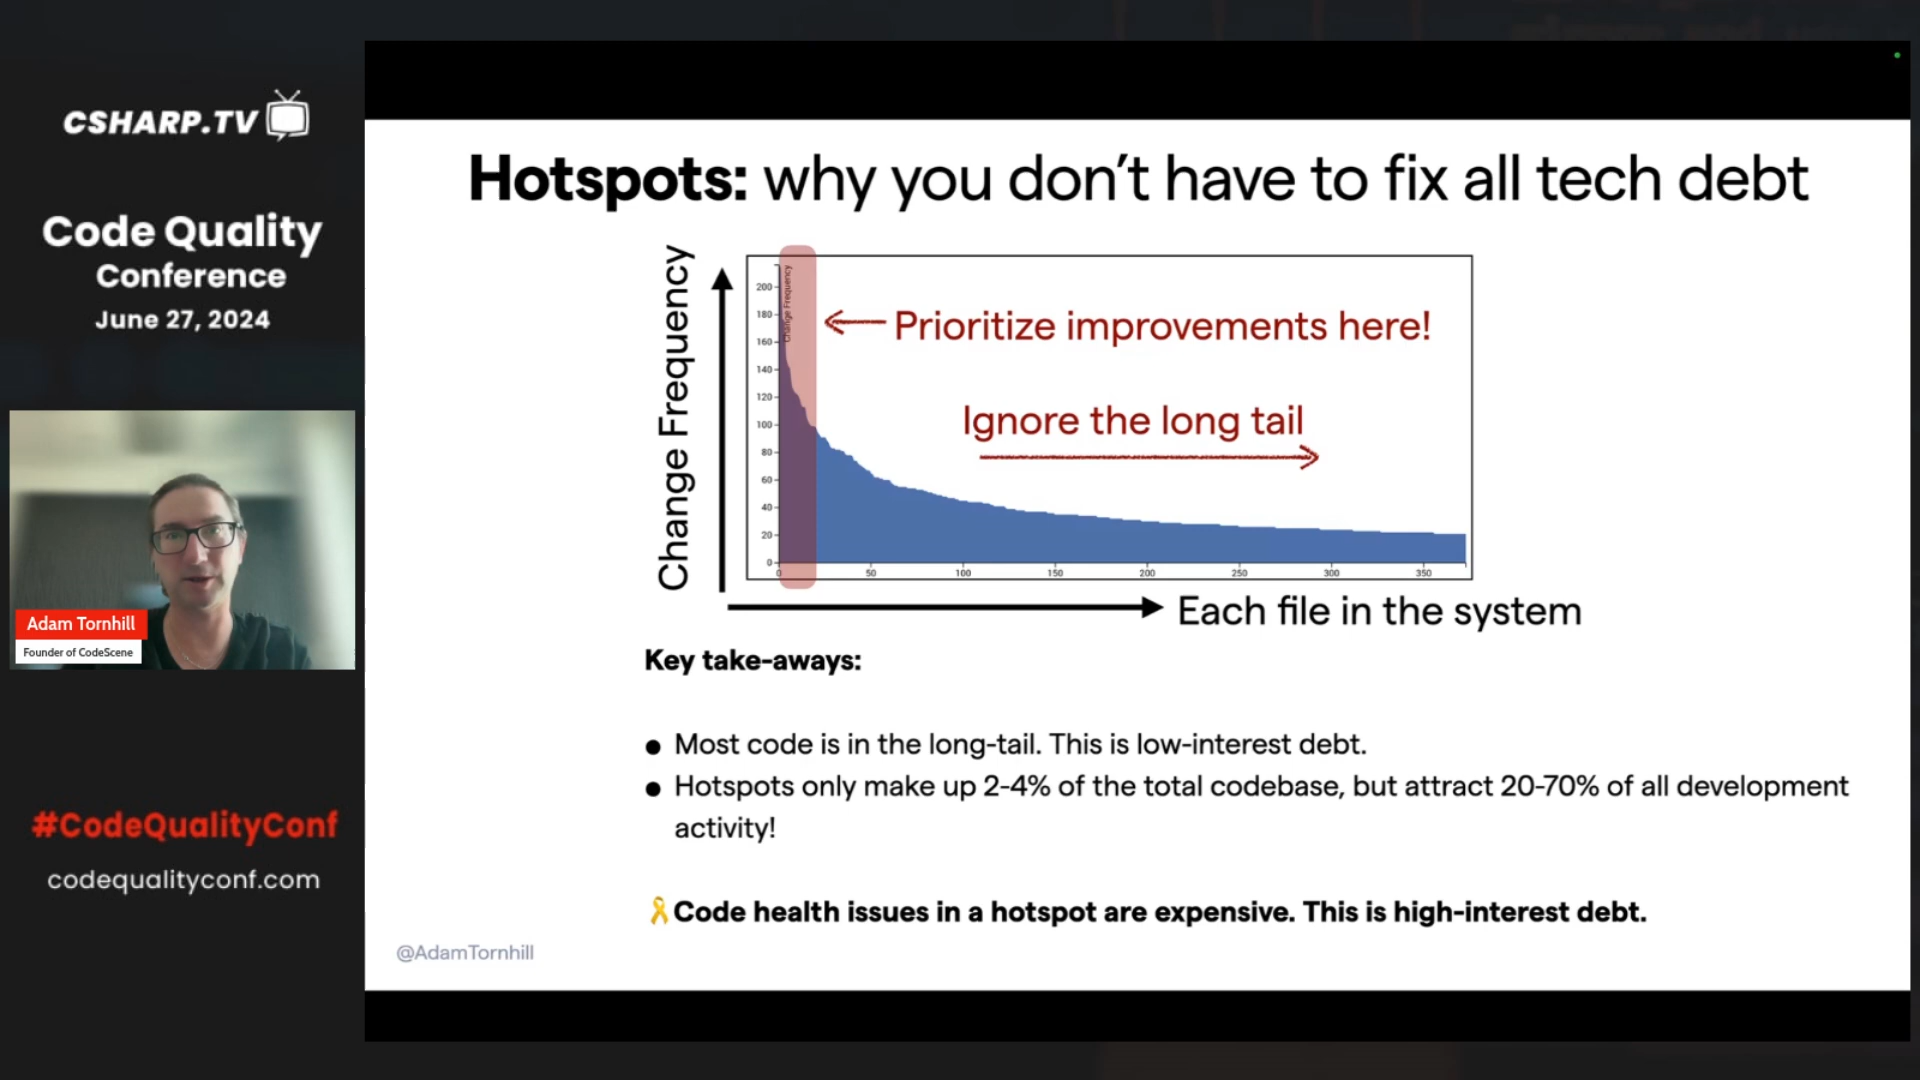 CSHARP.TV
Code Quality
Conference
June 27, 2024
Adam Tornhill
Founder of CodeScene
#CodeQualityConf
codequalityconf.com
Hotspots: why you don't have to fix all tech debt
Change Frequency
Change Frequency
200
180
160
140
120
100
80
60
40
20
0
0 50 100 150 200 250 300 350
Prioritize improvements here!
Ignore the long tail
Each file in the system
Key take-aways:
● Most code is in the long-tail. This is low-interest debt.
● Hotspots only make up 2-4% of the total codebase, but attract 20-70% of all development
activity!
🎗Code health issues in a hotspot are expensive. This is high-interest debt.
@AdamTornhill